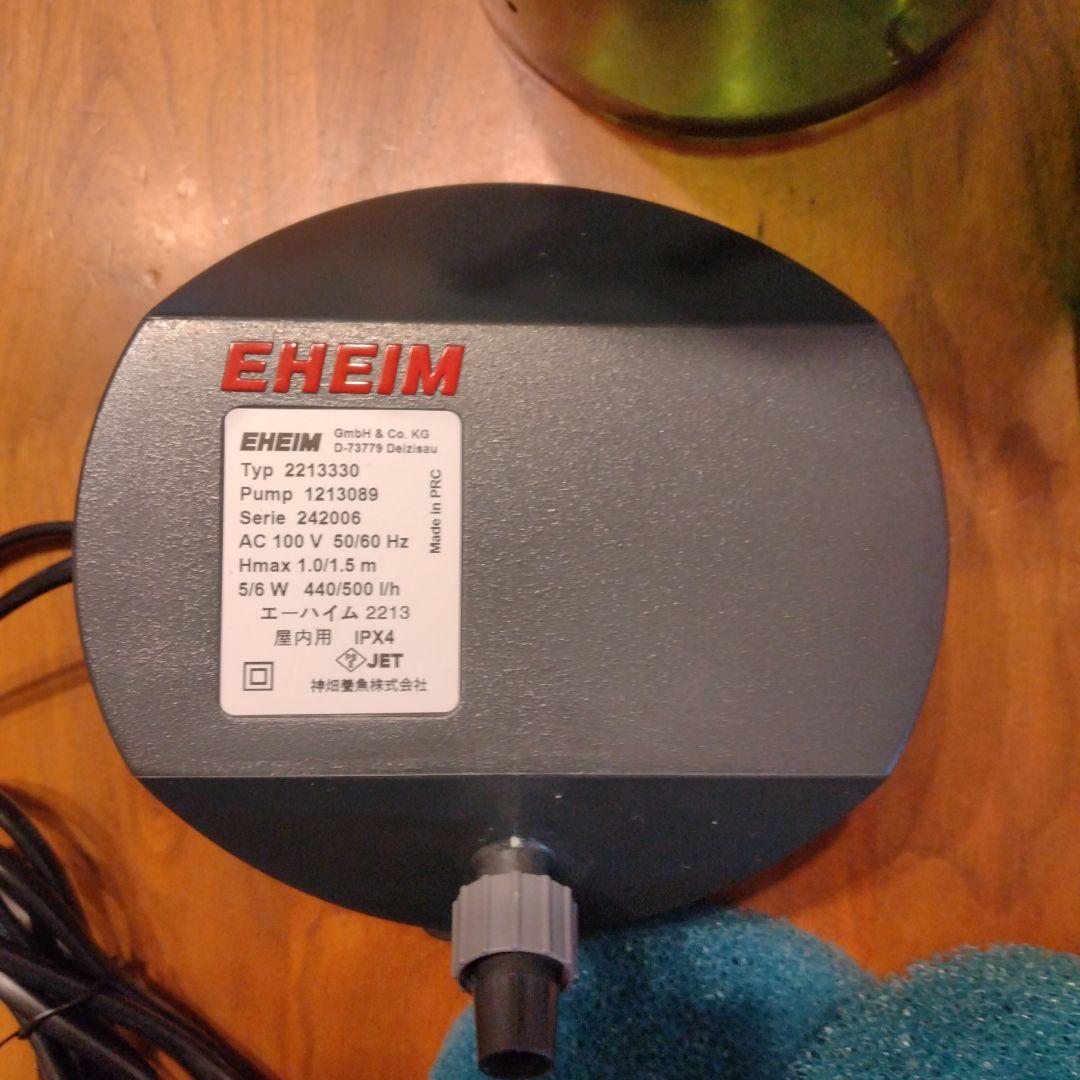 EHEIM
EHEIM GmbH & Co. KG
D-73779 Deizisau
Typ 2213330
Pump 1213089
Serie 242006
AC 100 V 50/60 Hz
Hmax 1.0/1.5 m
5/6 W 440/500 l/h
Made in PRC
エーハイム 2213
屋内用 IPX4
PSE JET
神畑養魚株式会社